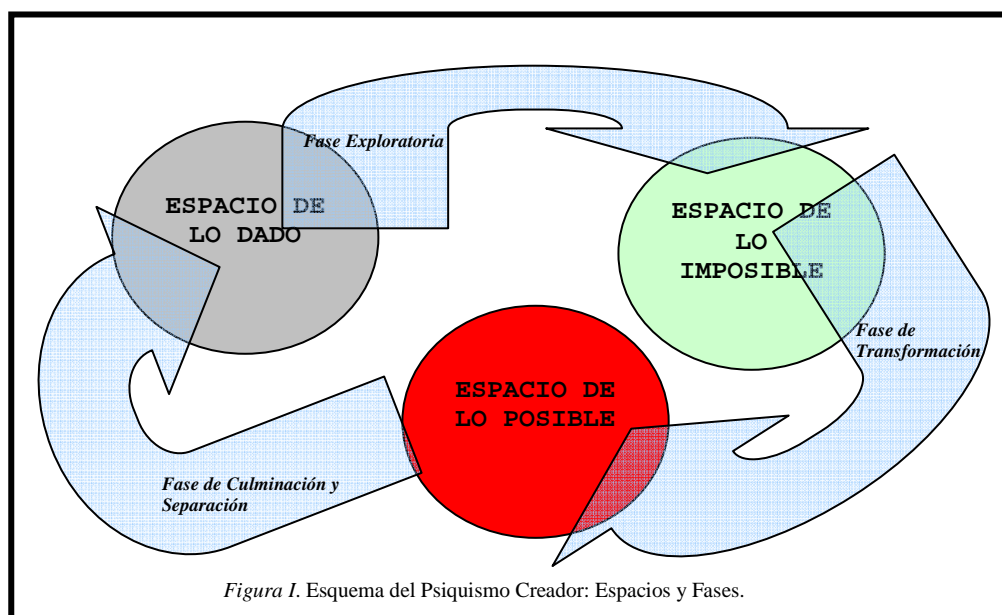 Fase Exploratoria
ESPACIO DE
LO DADO
ESPACIO DE
LO
IMPOSIBLE
Fase de
Transformación
ESPACIO DE
LO POSIBLE
Fase de Culminación y
Separación
Figura I. Esquema del Psiquismo Creador: Espacios y Fases.